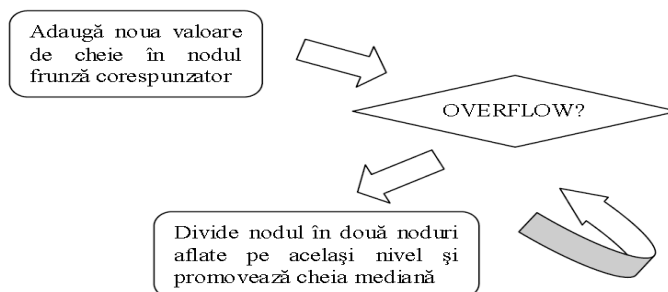 Adaugă noua valoare
de cheie în nodul
frunză corespunzator
OVERFLOW?
Divide nodul în două noduri
aflate pe acelaşi nivel şi
promovează cheia mediană